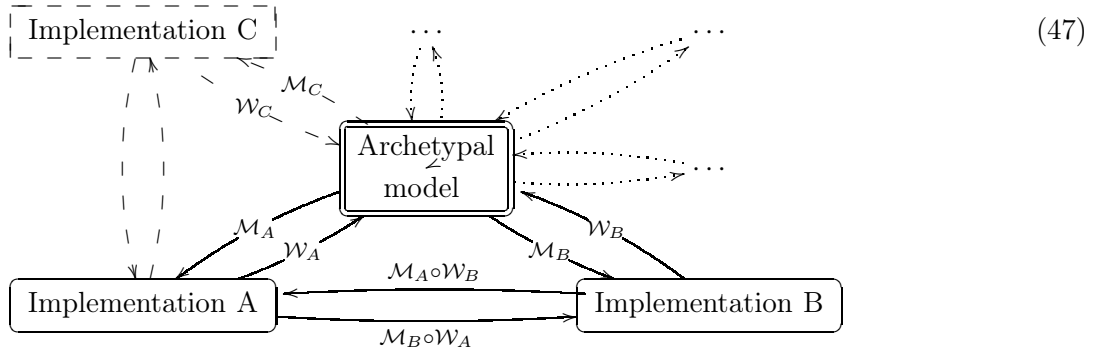 Implementation C
...
...
(47)
𝓜_C
𝓦_C
Archetypal
model
...
𝓜_A
𝓦_A
𝓜_B
𝓦_B
𝓜_A∘𝓦_B
Implementation A
Implementation B
𝓜_B∘𝓦_A